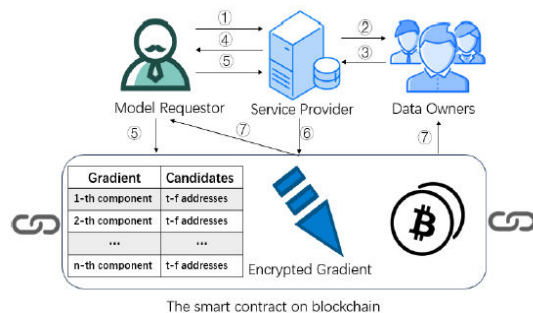 ①
②
④
③
⑤
Model Requestor
Service Provider
Data Owners
⑤
⑦
⑥
⑦
Gradient Candidates
1-th component t-f addresses
2-th component t-f addresses
... ...
n-th component t-f addresses
Encrypted Gradient
The smart contract on blockchain